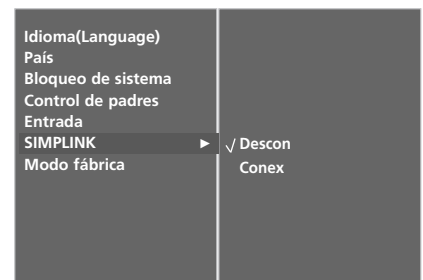 Idioma(Language)
País
Bloqueo de sistema
Control de padres
Entrada
SIMPLINK ► √ Descon
Conex
Modo fábrica